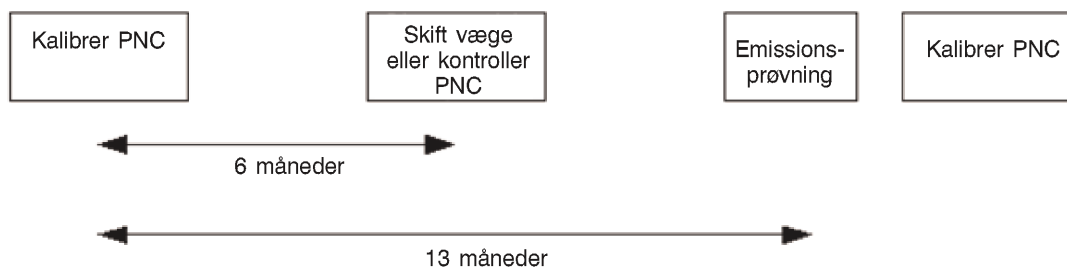 Kalibrer PNC
Skift væge
eller kontroller
PNC
Emissions-
prøvning
Kalibrer PNC
6 måneder
13 måneder